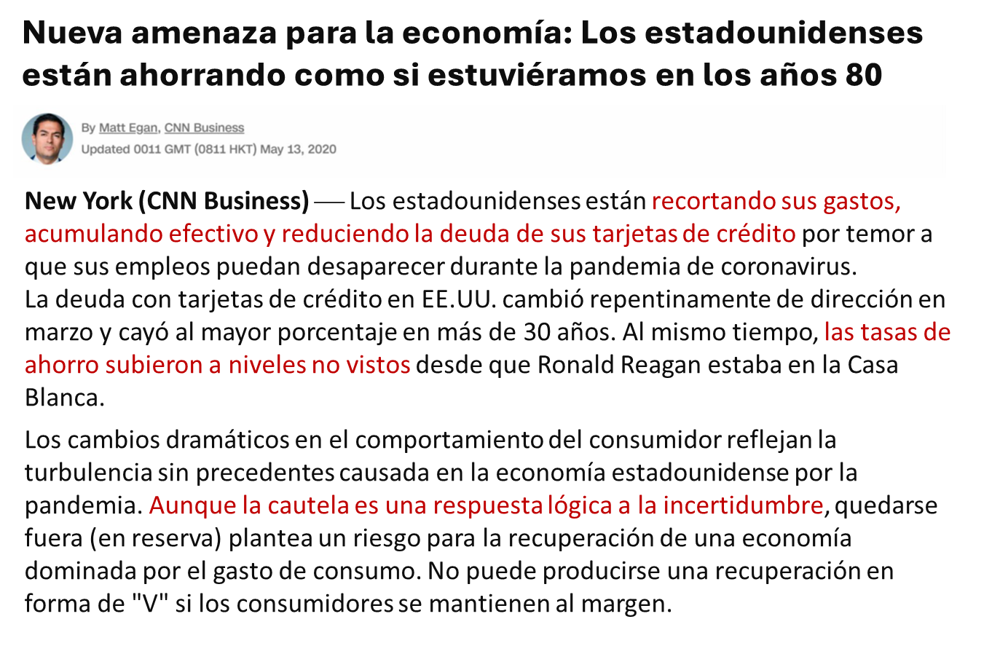 Nueva amenaza para la economía: Los estadounidenses
están ahorrando como si estuviéramos en los años 80
By Matt Egan, CNN Business
Updated 0011 GMT (0811 HKT) May 13, 2020
New York (CNN Business) — Los estadounidenses están recortando sus gastos,
acumulando efectivo y reduciendo la deuda de sus tarjetas de crédito por temor a
que sus empleos puedan desaparecer durante la pandemia de coronavirus.
La deuda con tarjetas de crédito en EE.UU. cambió repentinamente de dirección en
marzo y cayó al mayor porcentaje en más de 30 años. Al mismo tiempo, las tasas de
ahorro subieron a niveles no vistos desde que Ronald Reagan estaba en la Casa
Blanca.
Los cambios dramáticos en el comportamiento del consumidor reflejan la
turbulencia sin precedentes causada en la economía estadounidense por la
pandemia. Aunque la cautela es una respuesta lógica a la incertidumbre, quedarse
fuera (en reserva) plantea un riesgo para la recuperación de una economía
dominada por el gasto de consumo. No puede producirse una recuperación en
forma de "V" si los consumidores se mantienen al margen.